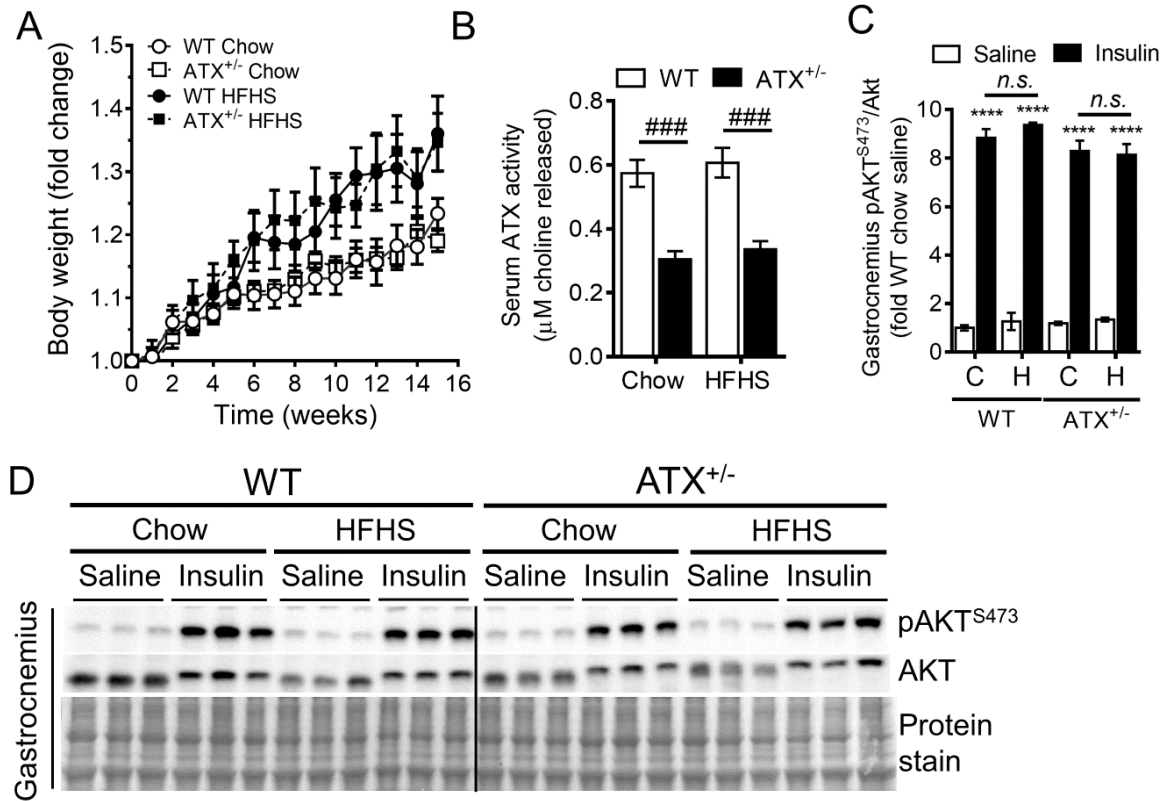 A
Body weight (fold change)
1.5
1.4
1.3
1.2
1.1
1.0
0 2 4 6 8 10 12 14 16
Time (weeks)
WT Chow
ATX+/- Chow
WT HFHS
ATX+/- HFHS
B
WT ATX+/-
Serum ATX activity
(μM choline released)
0.8
0.6
0.4
0.2
0.0
### ###
Chow HFHS
C
Saline Insulin
Gastrocnemius pAKTS473/Akt
(fold WT chow saline)
10
8
6
4
2
0
n.s. n.s.
**** **** **** ****
C H C H
WT ATX+/-
D
WT ATX+/-
Chow HFHS Chow HFHS
Saline Insulin Saline Insulin Saline Insulin Saline Insulin
Gastrocnemius
pAKTS473
AKT
Protein
stain